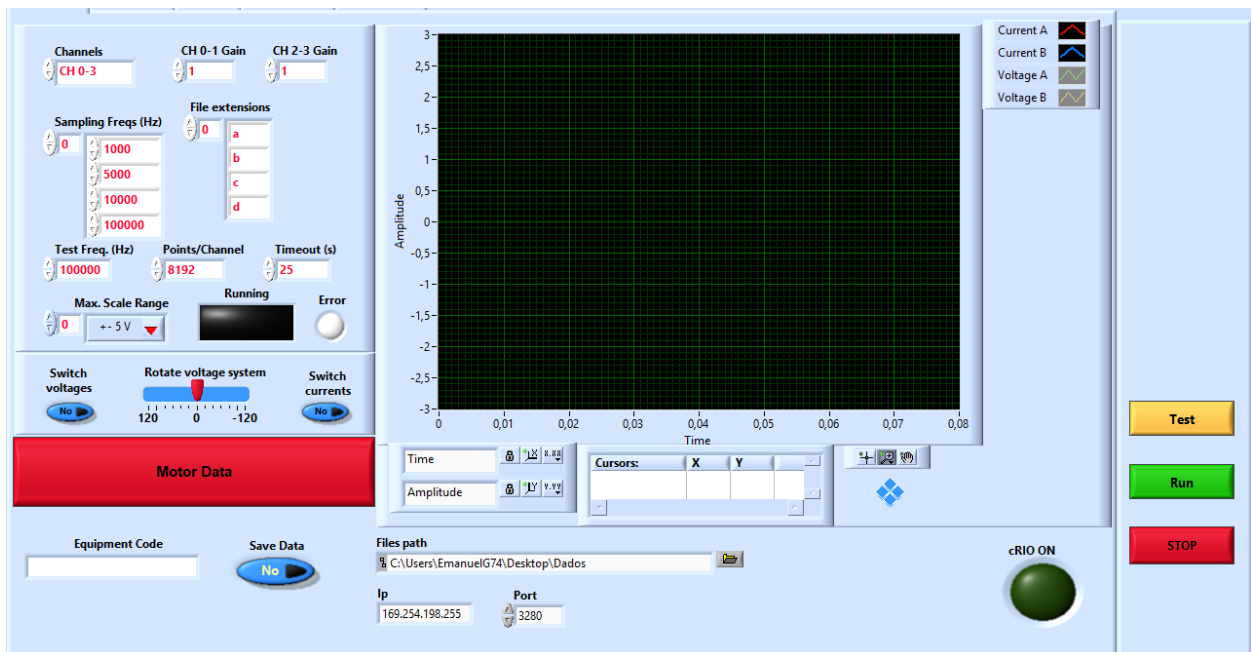 Channels
CH 0-1 Gain
CH 2-3 Gain
CH 0-3
1
1
Sampling Freqs (Hz)
File extensions
0
1000
5000
10000
100000
0
a
b
c
d
Test Freq. (Hz)
Points/Channel
Timeout (s)
100000
8192
25
Max. Scale Range
Running
Error
0
+- 5 V
Switch
voltages
No
Rotate voltage system
120
0
-120
Switch
currents
No
Motor Data
Amplitude
3
2,5
2
1,5
1
0,5
0
-0,5
-1
-1,5
-2
-2,5
-3
0
0,01
0,02
0,03
0,04
0,05
0,06
0,07
0,08
Time
Current A
Current B
Voltage A
Voltage B
Time
X
X.XX
Amplitude
Y
Y.YY
Cursors:
X
Y
Test
Run
STOP
Equipment Code
Save Data
No
Files path
C:\Users\EmanuelG74\Desktop\Dados
Ip
Port
169.254.198.255
3280
cRIO ON